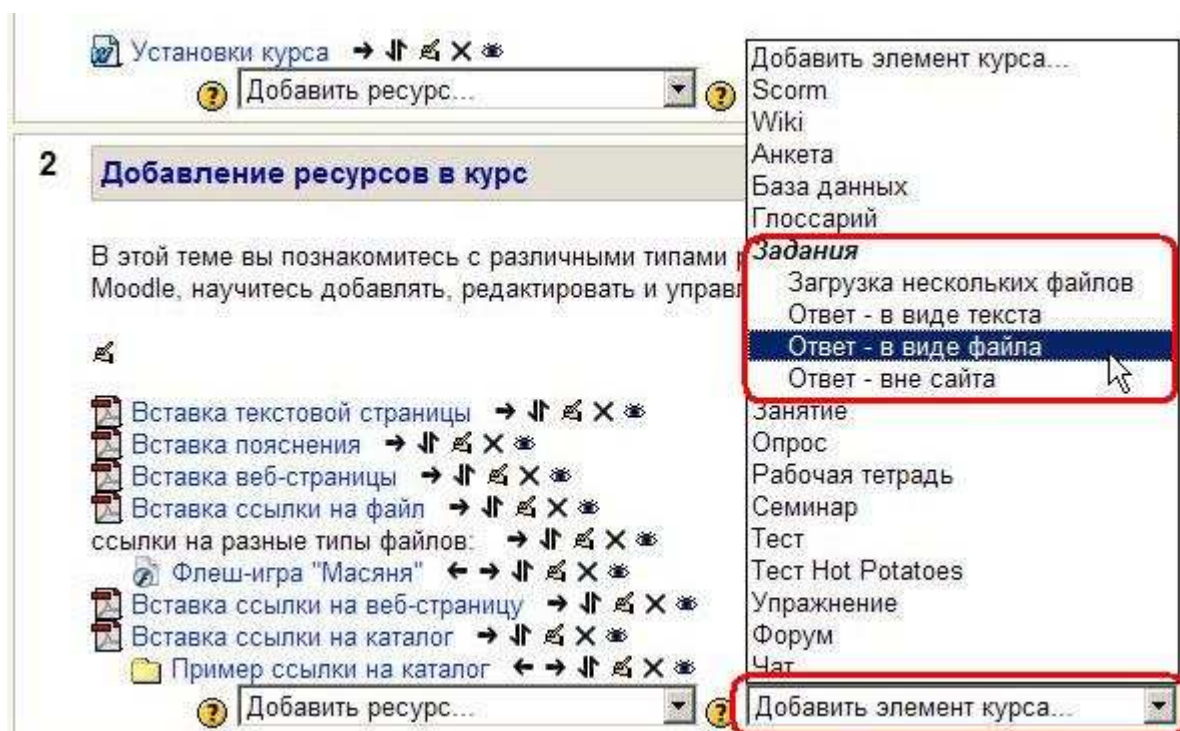 Установки курса
Добавить ресурс...
2
Добавление ресурсов в курс
В этой теме вы познакомитесь с различными типами р
Moodle, научитесь добавлять, редактировать и управл
Вставка текстовой страницы
Вставка пояснения
Вставка веб-страницы
Вставка ссылки на файл
ссылки на разные типы файлов:
Флеш-игра "Масяня"
Вставка ссылки на веб-страницу
Вставка ссылки на каталог
Пример ссылки на каталог
Добавить ресурс...
Добавить элемент курса...
Scorm
Wiki
Анкета
База данных
Глоссарий
Задания
Загрузка нескольких файлов
Ответ - в виде текста
Ответ - в виде файла
Ответ - вне сайта
Занятие
Опрос
Рабочая тетрадь
Семинар
Тест
Тест Hot Potatoes
Упражнение
Форум
Чат
Добавить элемент курса...